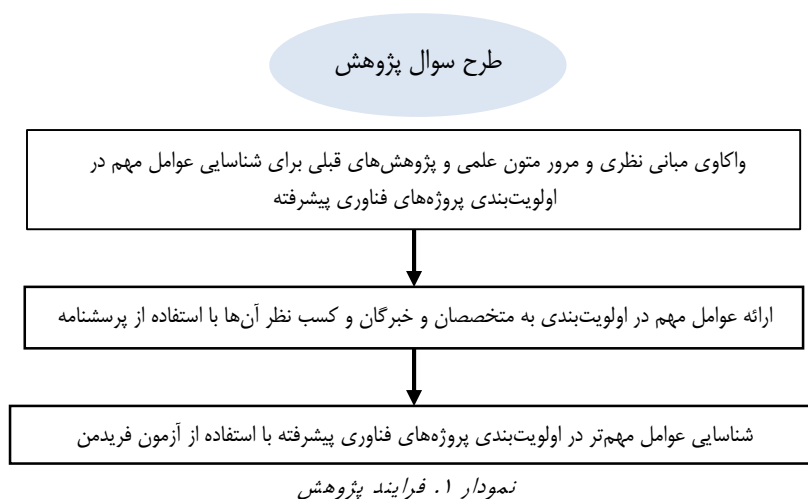 طرح سوال پژوهش
واکاوی مبانی نظری و مرور متون علمی و پژوهش‌های قبلی برای شناسایی عوامل مهم در
اولویت‌بندی پروژه‌های فناوری پیشرفته
ارائه عوامل مهم در اولویت‌بندی به متخصصان و خبرگان و کسب نظر آن‌ها با استفاده از پرسشنامه
شناسایی عوامل مهم‌تر در اولویت‌بندی پروژه‌های فناوری پیشرفته با استفاده از آزمون فریدمن
نمودار ۱. فرایند پژوهش